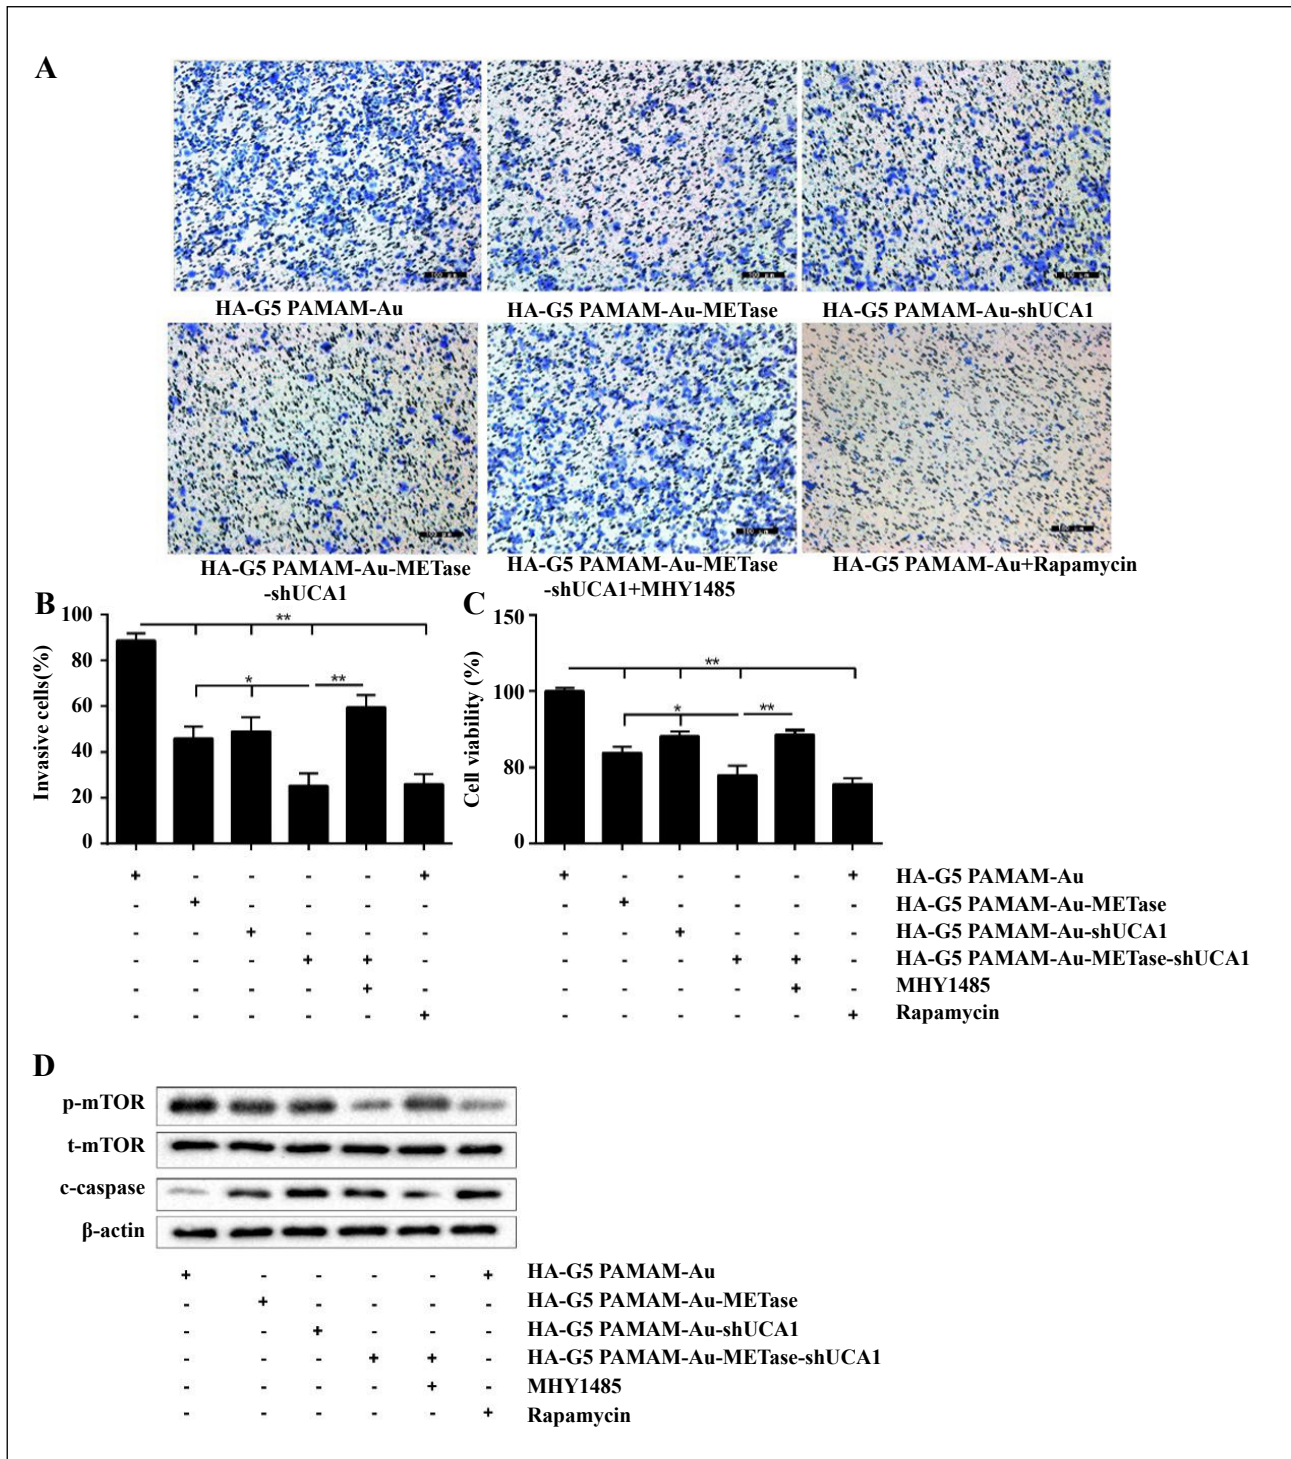 A
HA-G5 PAMAM-Au
HA-G5 PAMAM-Au-METase
HA-G5 PAMAM-Au-shUCA1
HA-G5 PAMAM-Au-METase
-shUCA1
HA-G5 PAMAM-Au-METase
-shUCA1+MHY1485
HA-G5 PAMAM-Au+Rapamycin
B
Invasive cells(%)
100
80
60
40
20
0
**
*
**
+ - - - - +
- + - - - -
- - + - - -
- - - + + -
- - - - + -
- - - - - +
C
Cell viability (%)
150
100
80
0
**
*
**
+ - - - - + HA-G5 PAMAM-Au
- + - - - - HA-G5 PAMAM-Au-METase
- - + - - - HA-G5 PAMAM-Au-shUCA1
- - - + + - HA-G5 PAMAM-Au-METase-shUCA1
- - - - + - MHY1485
- - - - - + Rapamycin
D
p-mTOR
t-mTOR
c-caspase
β-actin
+ - - - - + HA-G5 PAMAM-Au
- + - - - - HA-G5 PAMAM-Au-METase
- - + - - - HA-G5 PAMAM-Au-shUCA1
- - - + + - HA-G5 PAMAM-Au-METase-shUCA1
- - - - + - MHY1485
- - - - - + Rapamycin